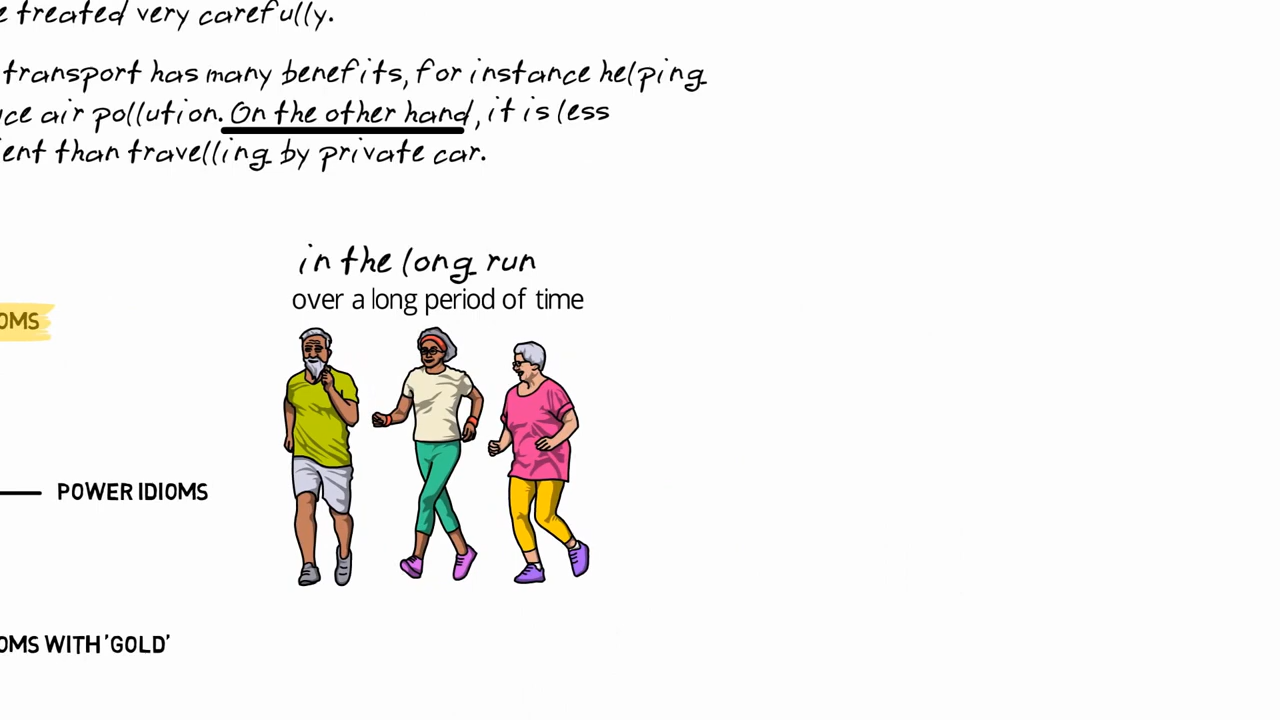 e treated very carefully.
transport has many benefits, for instance helping
ce air pollution. On the other hand, it is less
ent than travelling by private car.
in the long run
over a long period of time
OMS
POWER IDIOMS
OMS WITH 'GOLD'